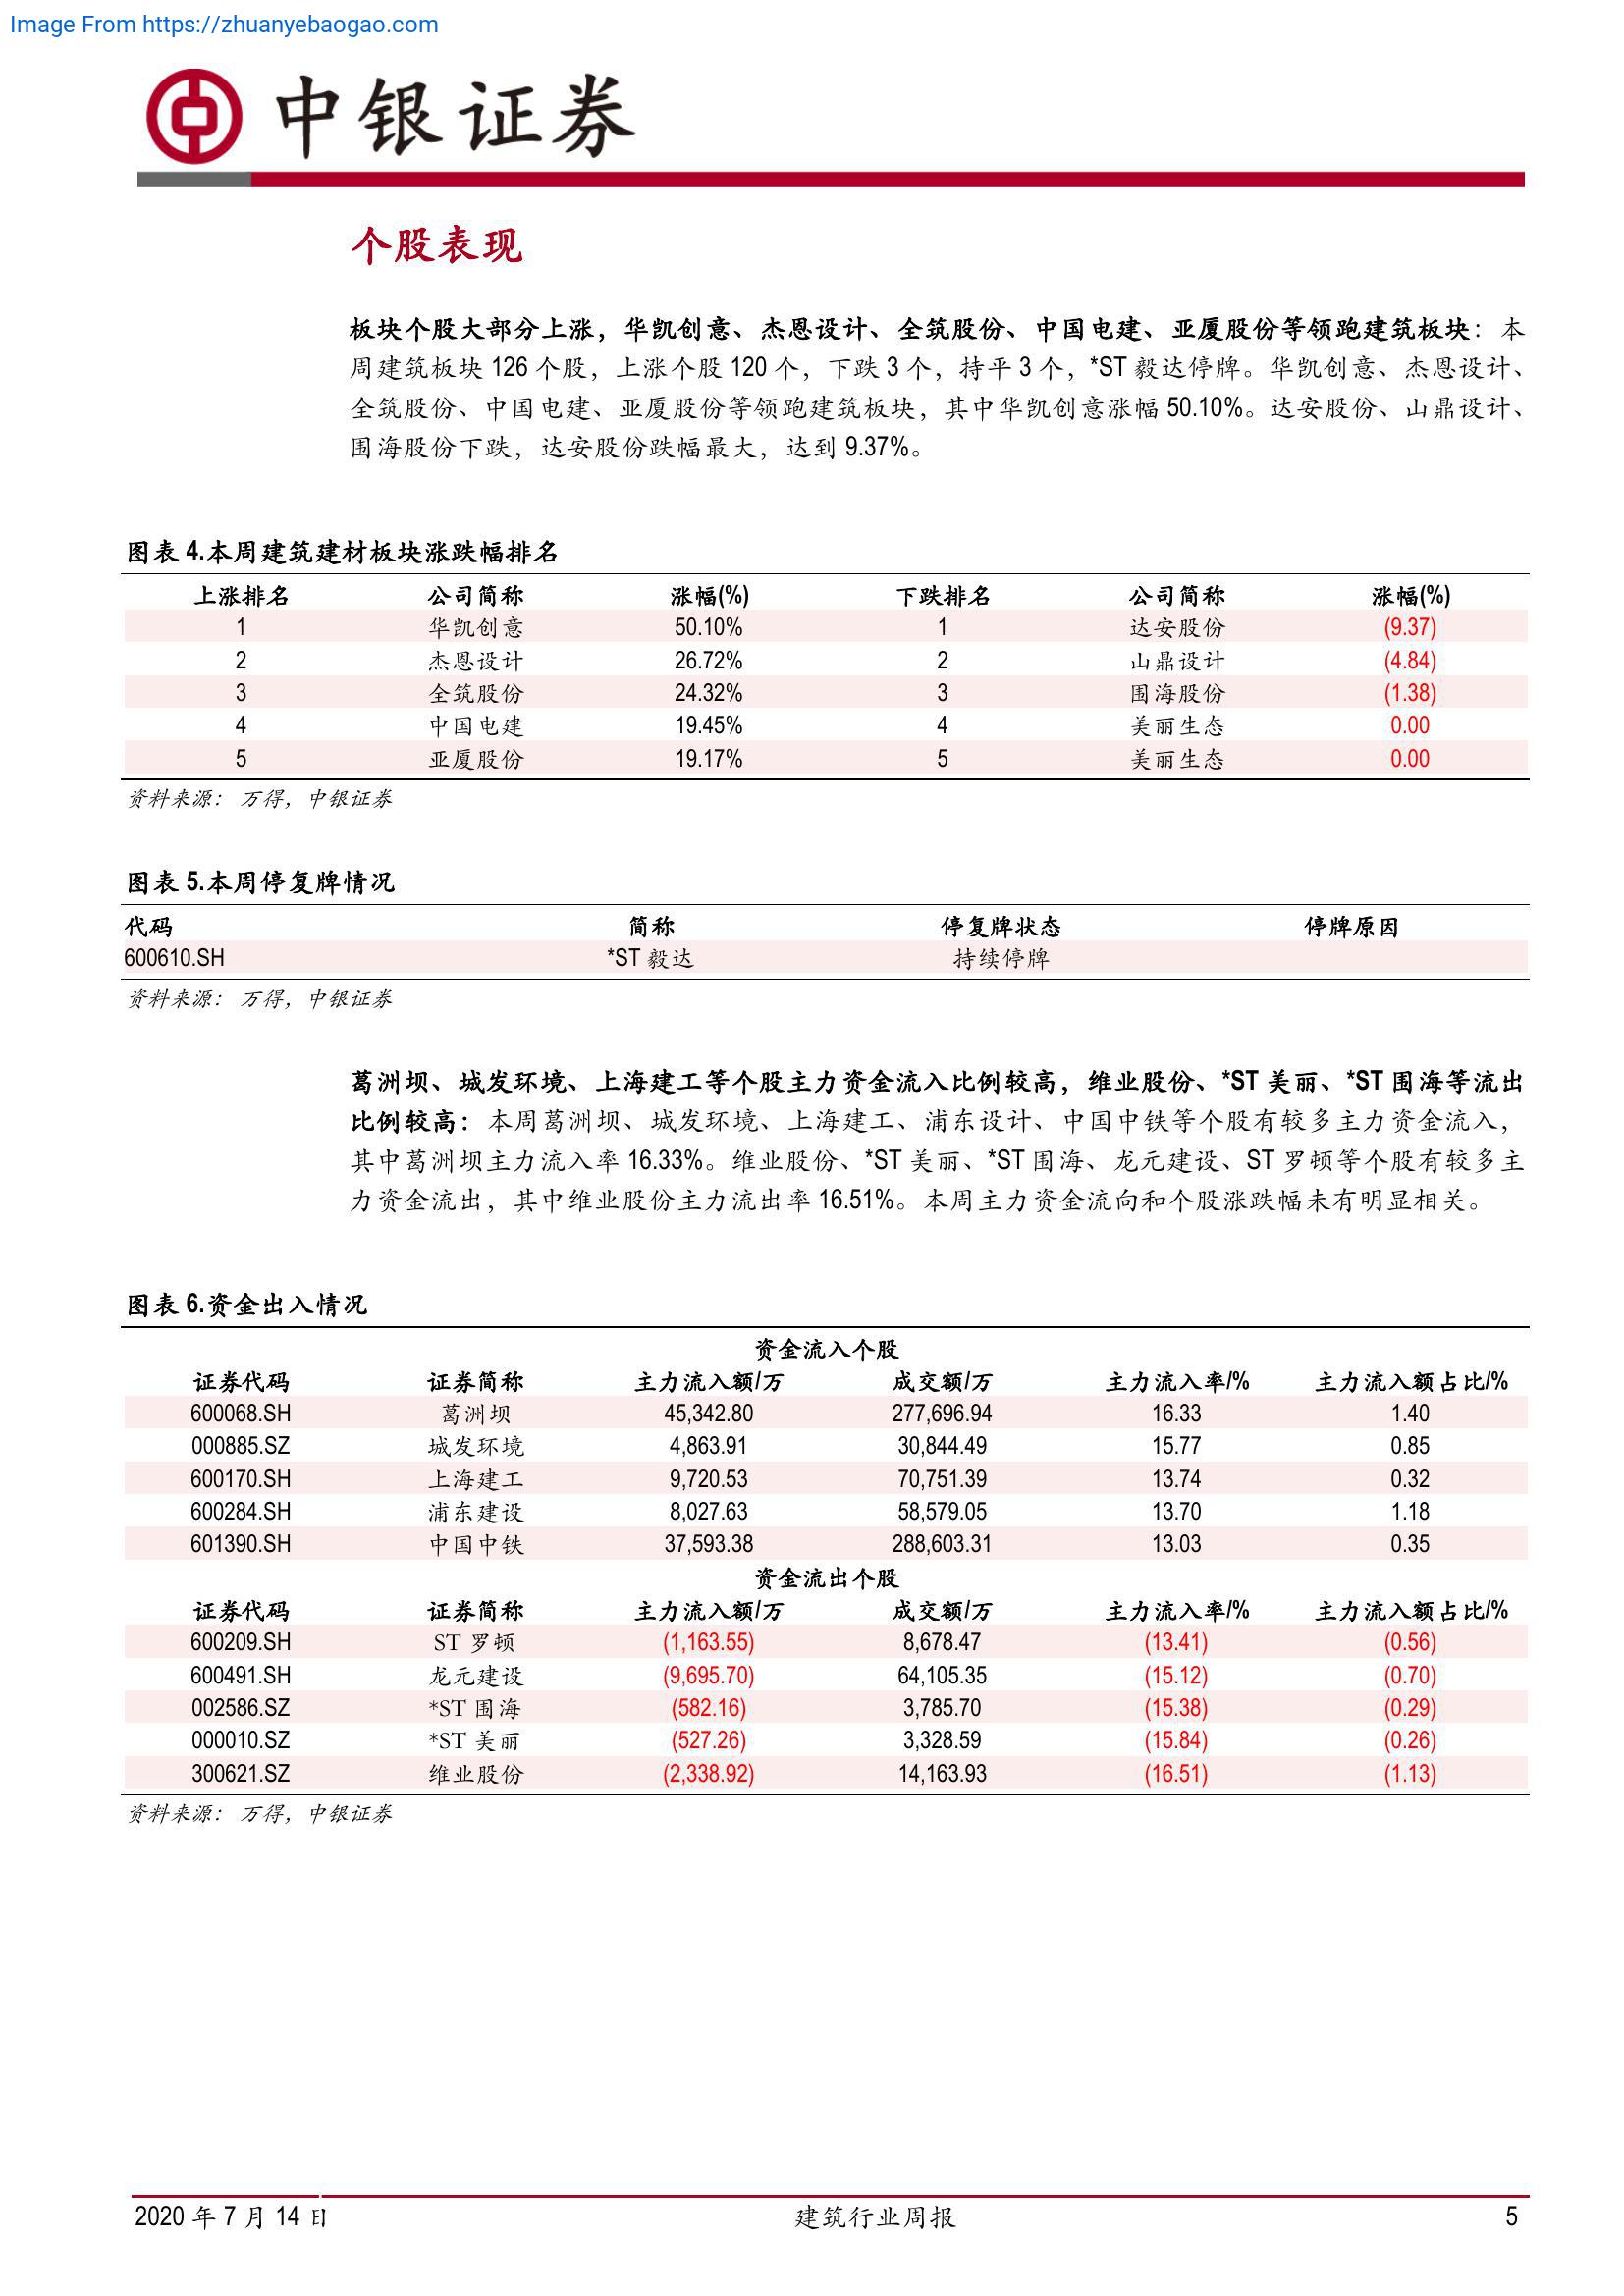 Image From https://zhuanyebaogao.com
中银证券
个股表现
板块个股大部分上涨，华凯创意、杰恩设计、全筑股份、中国电建、亚厦股份等领跑建筑板块：本
周建筑板块 126 个股，上涨个股 120 个，下跌 3 个，持平 3 个，*ST 毅达停牌。华凯创意、杰恩设计、
全筑股份、中国电建、亚厦股份等领跑建筑板块，其中华凯创意涨幅 50.10%。达安股份、山鼎设计、
围海股份下跌，达安股份跌幅最大，达到 9.37%。
图表 4.本周建筑建材板块涨跌幅排名
上涨排名 公司简称 涨幅(%) 下跌排名 公司简称 涨幅(%)
1 华凯创意 50.10% 1 达安股份 (9.37)
2 杰恩设计 26.72% 2 山鼎设计 (4.84)
3 全筑股份 24.32% 3 围海股份 (1.38)
4 中国电建 19.45% 4 美丽生态 0.00
5 亚厦股份 19.17% 5 美丽生态 0.00
资料来源：万得，中银证券
图表 5.本周停复牌情况
代码 简称 停复牌状态 停牌原因
600610.SH *ST 毅达 持续停牌
资料来源：万得，中银证券
葛洲坝、城发环境、上海建工等个股主力资金流入比例较高，维业股份、*ST 美丽、*ST 围海等流出
比例较高：本周葛洲坝、城发环境、上海建工、浦东设计、中国中铁等个股有较多主力资金流入，
其中葛洲坝主力流入率 16.33%。维业股份、*ST 美丽、*ST 围海、龙元建设、ST 罗顿等个股有较多主
力资金流出，其中维业股份主力流出率 16.51%。本周主力资金流向和个股涨跌幅未有明显相关。
图表 6.资金出入情况
资金流入个股
证券代码 证券简称 主力流入额/万 成交额/万 主力流入率/% 主力流入额占比/%
600068.SH 葛洲坝 45,342.80 277,696.94 16.33 1.40
000885.SZ 城发环境 4,863.91 30,844.49 15.77 0.85
600170.SH 上海建工 9,720.53 70,751.39 13.74 0.32
600284.SH 浦东建设 8,027.63 58,579.05 13.70 1.18
601390.SH 中国中铁 37,593.38 288,603.31 13.03 0.35
资金流出个股
证券代码 证券简称 主力流入额/万 成交额/万 主力流入率/% 主力流入额占比/%
600209.SH ST 罗顿 (1,163.55) 8,678.47 (13.41) (0.56)
600491.SH 龙元建设 (9,695.70) 64,105.35 (15.12) (0.70)
002586.SZ *ST 围海 (582.16) 3,785.70 (15.38) (0.29)
000010.SZ *ST 美丽 (527.26) 3,328.59 (15.84) (0.26)
300621.SZ 维业股份 (2,338.92) 14,163.93 (16.51) (1.13)
资料来源：万得，中银证券
2020 年 7 月 14 日 建筑行业周报 5